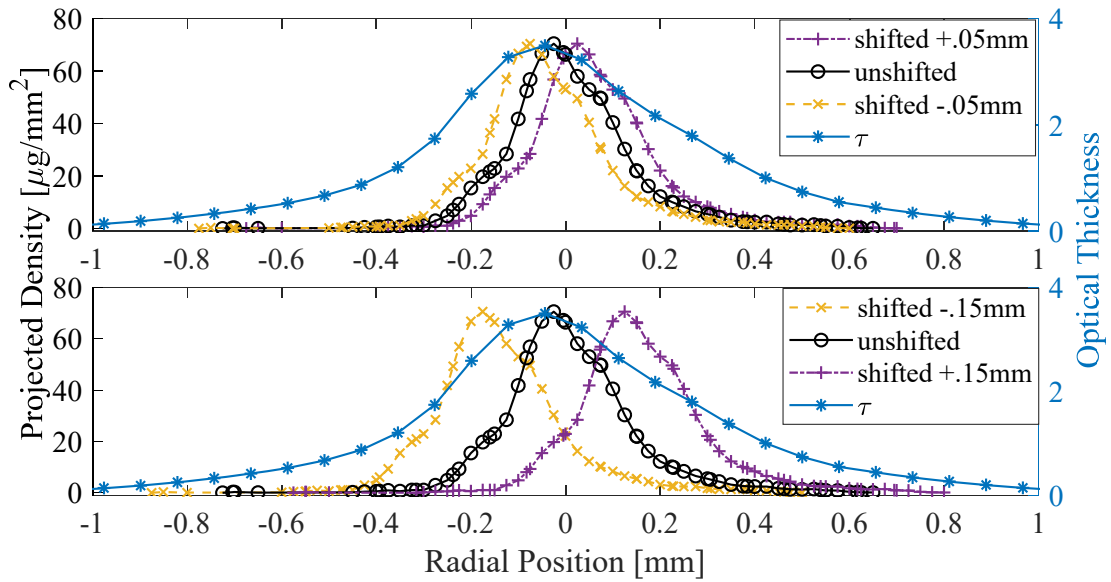 80
60
40
20
0
4
2
0
shifted +.05mm
unshifted
shifted -.05mm
τ
-1 -0.8 -0.6 -0.4 -0.2 0 0.2 0.4 0.6 0.8 1
Projected Density [μg/mm²]
Optical Thickness
80
60
40
20
0
4
2
0
shifted -.15mm
unshifted
shifted +.15mm
τ
-1 -0.8 -0.6 -0.4 -0.2 0 0.2 0.4 0.6 0.8 1
Radial Position [mm]